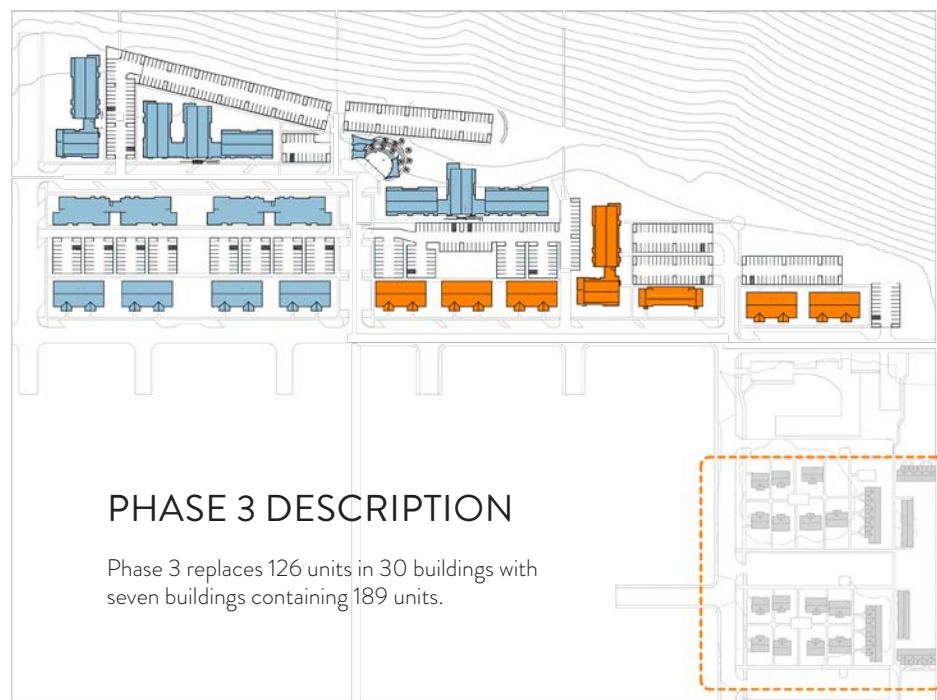 PHASE 3 DESCRIPTION
Phase 3 replaces 126 units in 30 buildings with
seven buildings containing 189 units.